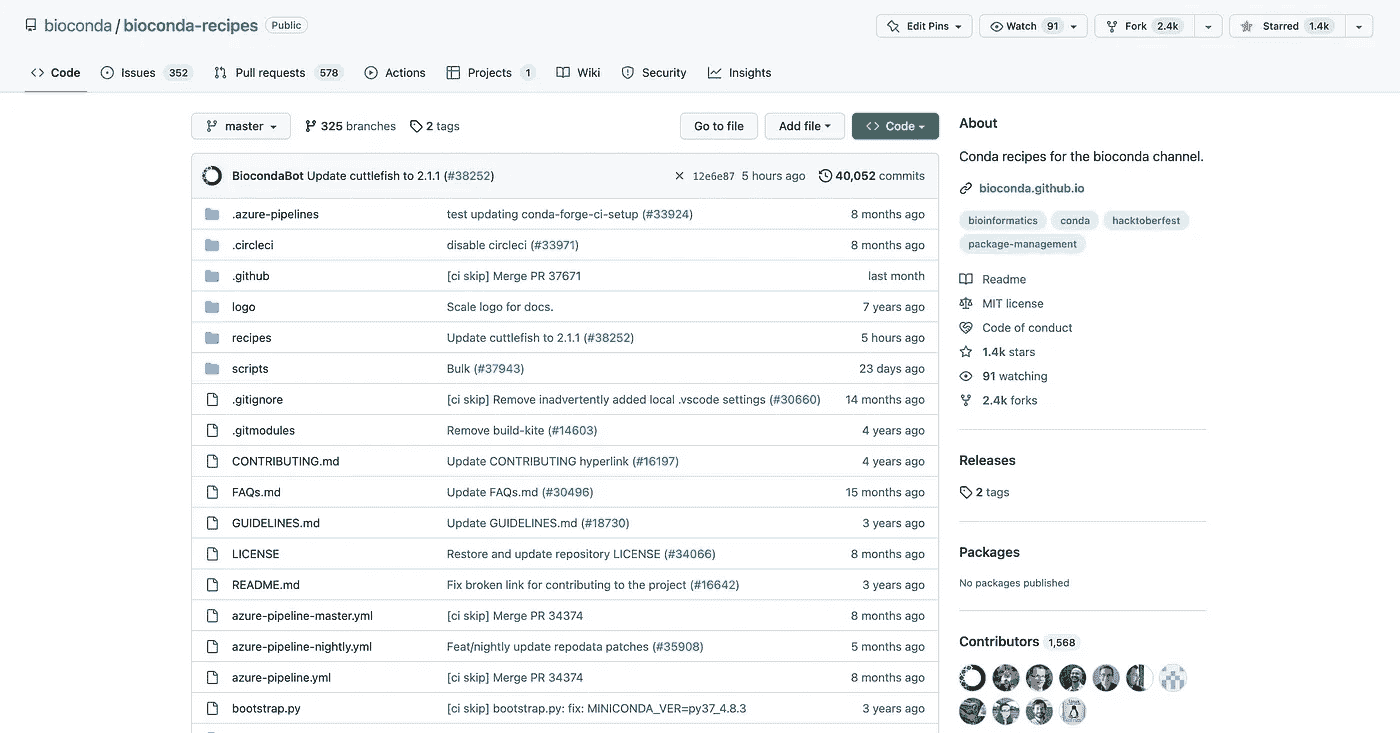 bioconda / bioconda-recipes Public
Edit Pins Watch 91 Fork 2.4k Starred 1.4k
Code Issues 352 Pull requests 578 Actions Projects 1 Wiki Security Insights
master 325 branches 2 tags Go to file Add file Code
BiocondaBot Update cuttlefish to 2.1.1 (#38252) 12e6e87 5 hours ago 40,052 commits
.azure-pipelines test updating conda-forge-ci-setup (#33924) 8 months ago
.circleci disable circleci (#33971) 8 months ago
.github [ci skip] Merge PR 37671 last month
logo Scale logo for docs. 7 years ago
recipes Update cuttlefish to 2.1.1 (#38252) 5 hours ago
scripts Bulk (#37943) 23 days ago
.gitignore [ci skip] Remove inadvertently added local .vscode settings (#30660) 14 months ago
.gitmodules Remove build-kite (#14603) 4 years ago
CONTRIBUTING.md Update CONTRIBUTING hyperlink (#16197) 4 years ago
FAQs.md Update FAQs.md (#30496) 15 months ago
GUIDELINES.md Update GUIDELINES.md (#18730) 3 years ago
LICENSE Restore and update repository LICENSE (#34066) 8 months ago
README.md Fix broken link for contributing to the project (#16642) 3 years ago
azure-pipeline-master.yml [ci skip] Merge PR 34374 8 months ago
azure-pipeline-nightly.yml Feat/nightly update repodata patches (#35908) 5 months ago
azure-pipeline.yml [ci skip] Merge PR 34374 8 months ago
bootstrap.py [ci skip] bootstrap.py: fix: MINICONDA_VER=py37_4.8.3 3 years ago
About
Conda recipes for the bioconda channel.
bioconda.github.io
bioinformatics conda hacktoberfest
package-management
Readme
MIT license
Code of conduct
1.4k stars
91 watching
2.4k forks
Releases
2 tags
Packages
No packages published
Contributors 1,568